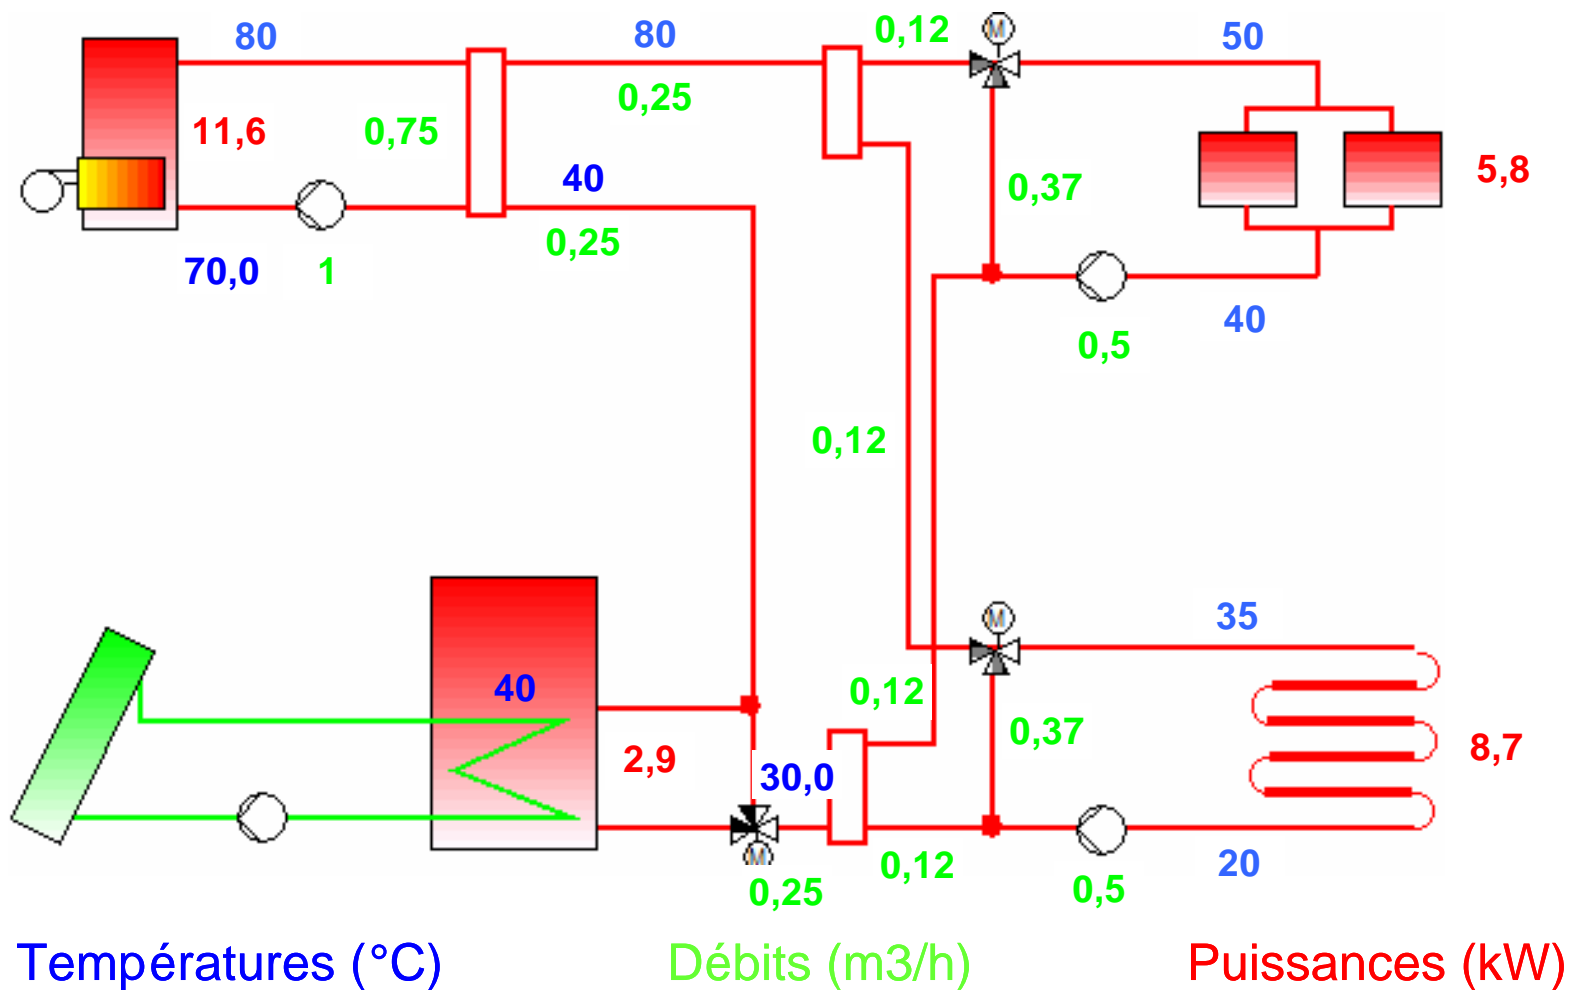 80 80 0,12 M 50
11,6 0,75 0,25
40 0,37 5,8
70,0 1 0,25
0,5 40
0,12
M 35
40 0,12 0,37
2,9 30,0 8,7
M
0,25 0,12 0,5 20
Températures (°C) Débits (m3/h) Puissances (kW)